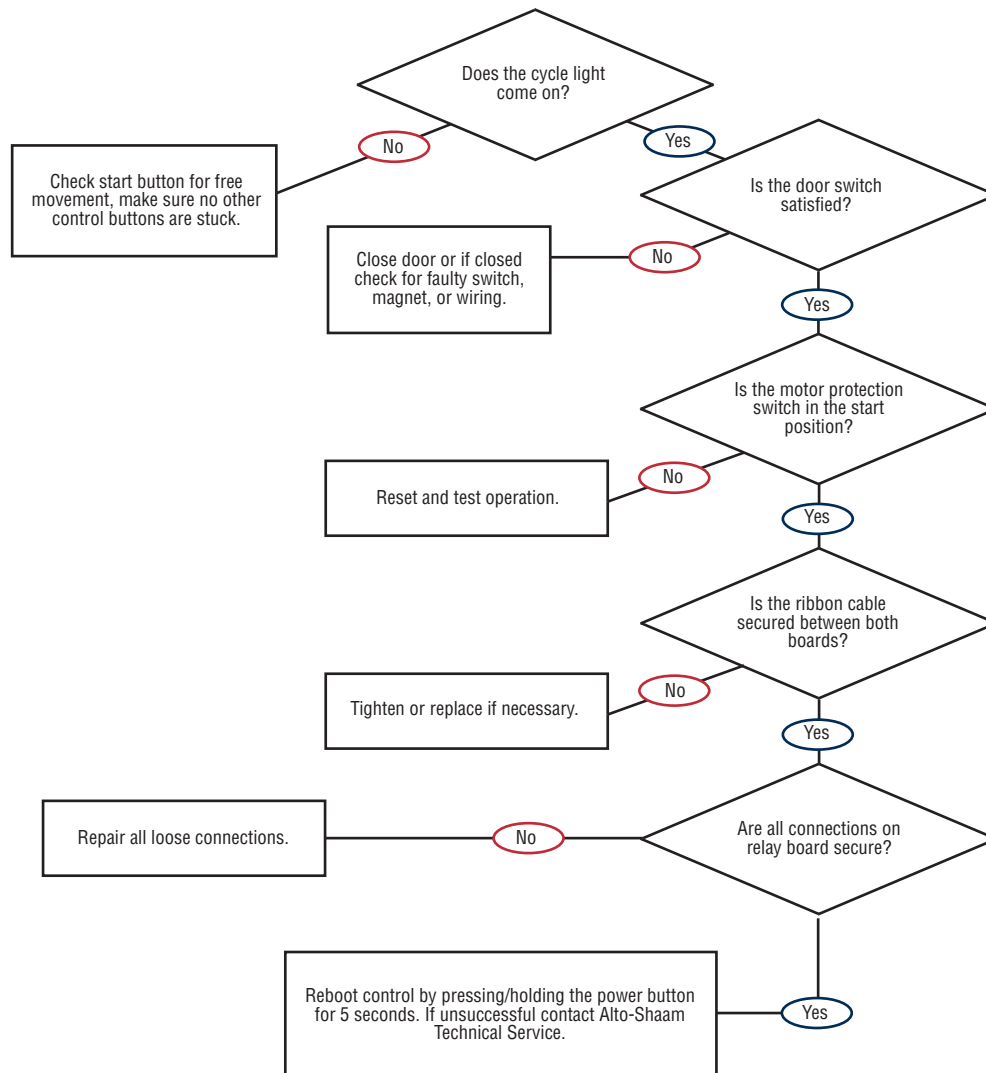 Does the cycle light
come on?
No
Yes
Check start button for free
movement, make sure no other
control buttons are stuck.
Is the door switch
satisfied?
No
Close door or if closed
check for faulty switch,
magnet, or wiring.
Yes
Is the motor protection
switch in the start
position?
No
Reset and test operation.
Yes
Is the ribbon cable
secured between both
boards?
No
Tighten or replace if necessary.
Yes
Are all connections on
relay board secure?
No
Repair all loose connections.
Yes
Reboot control by pressing/holding the power button
for 5 seconds. If unsuccessful contact Alto-Shaam
Technical Service.